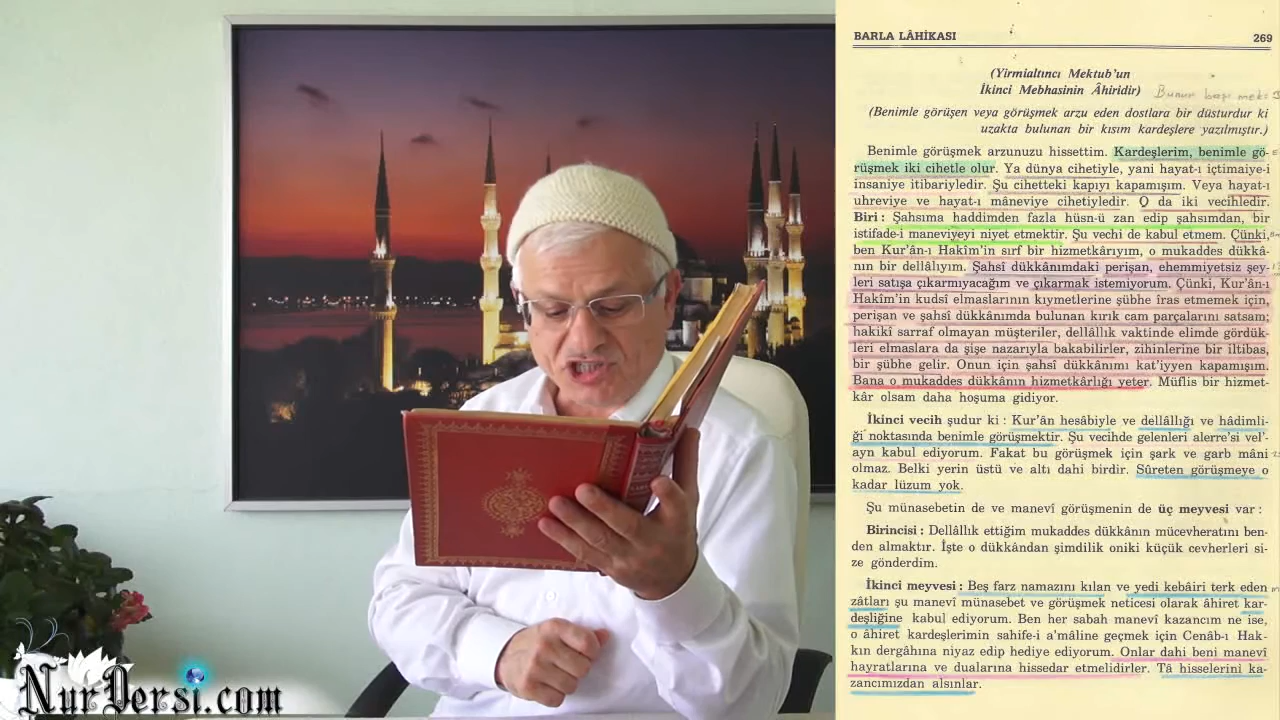 BARLA LÂHİKASI 269
(Yirmialtıncı Mektub'un
İkinci Mebhasinin Âhiridir)
(Benimle görüşen veya görüşmek arzu eden dostlara bir düsturdur ki
uzakta bulunan bir kısım kardeşlere yazılmıştır.)
Benimle görüşmek arzunuzu hissettim. Kardeşlerim, benimle gö-
rüşmek iki cihetle olur. Ya dünya cihetiyle, yani hayat-ı içtimaiye-i
insaniye itibariyledir. Şu cihetteki kapıyı kapamışım. Veya hayat-ı
uhreviye ve hayat-ı mâneviye cihetiyledir. O da iki vecihledir.
Biri : Şahsıma haddimden fazla hüsn-ü zan edip şahsımdan, bir
istifade-i maneviyeyi niyet etmektir. Şu vechi de kabul etmem. Çünki,
ben Kur'ân-ı Hakîm'in sırf bir hizmetkârıyım, o mukaddes dükkâ-
nın bir dellâlıyım. Şahsî dükkânımdaki perişan, ehemmiyetsiz şey-
leri satışa çıkarmıyacağım ve çıkarmak istemiyorum. Çünki, Kur'ân-ı
Hakîm'in kudsî elmaslarının kıymetlerine şübhe îras etmemek için,
perişan ve şahsî dükkânımda bulunan kırık cam parçalarını satsam;
hakikî sarraf olmayan müşteriler, dellâllık vaktinde elimde gördük-
leri elmaslara da şişe nazarıyla bakabilirler, zihinlerine bir iltibas,
bir şübhe gelir. Onun için şahsî dükkânımı kat'iyyen kapamışım.
Bana o mukaddes dükkânın hizmetkârlığı yeter. Müflis bir hizmet-
kâr olsam daha hoşuma gidiyor.
İkinci vecih şudur ki : Kur'ân hesâbiyle ve dellâllığı ve hâdimli-
ği noktasında benimle görüşmektir. Şu vecihde gelenleri alerre'si vel'-
ayn kabul ediyorum. Fakat bu görüşmek için şark ve garb mâni
olmaz. Belki yerin üstü ve altı dahi birdir. Sûreten görüşmeye o
kadar lüzum yok.
Şu münasebetin de ve manevî görüşmenin de üç meyvesi var :
Birincisi : Dellâllık ettiğim mukaddes dükkânın mücevheratını ben-
den almaktır. İşte o dükkândan şimdilik oniki küçük cevherleri si-
ze gönderdim.
İkinci meyvesi : Beş farz namazını kılan ve yedi kebâiri terk eden
zâtları şu manevî münasebet ve görüşmek neticesi olarak âhiret kar-
deşliğine kabul ediyorum. Ben her sabah manevî kazancım ne ise,
o âhiret kardeşlerimin sahife-i a'mâline geçmek için Cenâb-ı Hak-
kın dergâhına niyaz edip hediye ediyorum. Onlar dahi beni manevî
hayratlarına ve dualarına hissedar etmelidirler. Tâ hisselerini ka-
zancımızdan alsınlar.
NurDersi.com